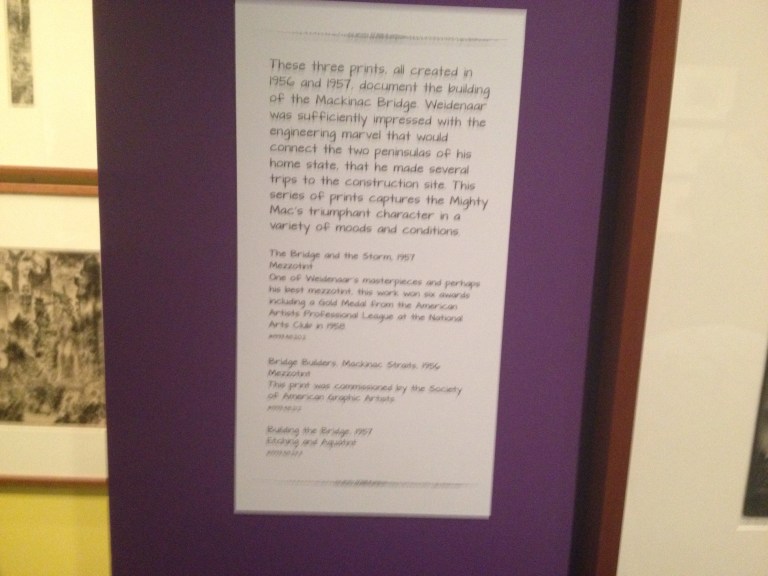 These three prints, all created in
1956 and 1957, document the building
of the Mackinac Bridge. Weidenaar
was sufficiently impressed with the
engineering marvel that would
connect the two peninsulas of his
home state, that he made several
trips to the construction site. This
series of prints captures the Mighty
Mac's triumphant character in a
variety of moods and conditions.
The Bridge and the Storm, 1957
Mezzotint
One of Weidenaar's masterpieces and perhaps
his best mezzotint, this work won six awards
including a Gold Medal from the American
Artists Professional League at the National
Arts Club in 1958.
Bridge Builders, Mackinac Straits, 1956
Mezzotint
This print was commissioned by the Society
of American Graphic Artists.
Building the Bridge, 1957
Etching and Aquatint